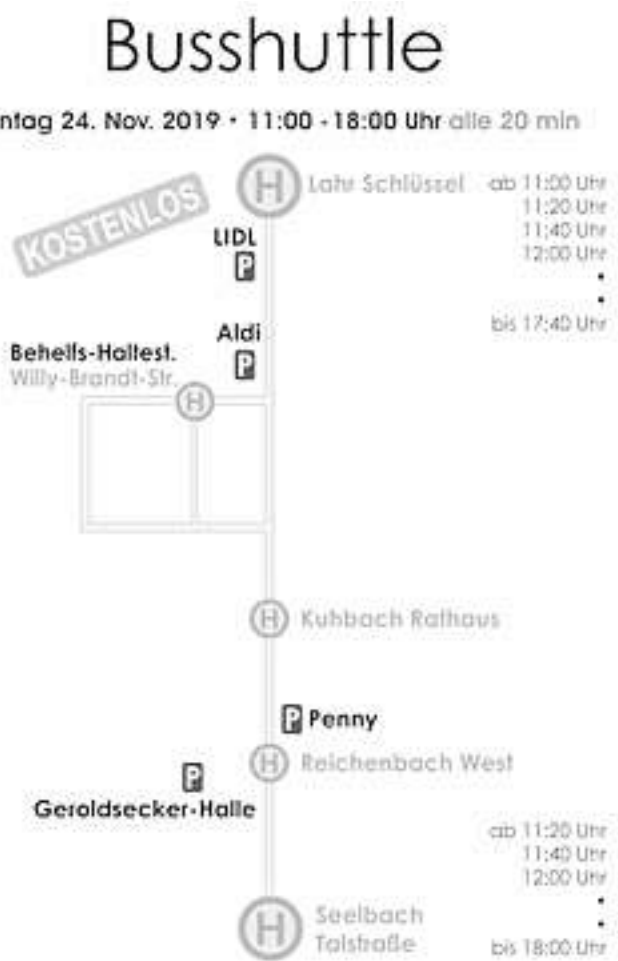 Busshuttle
ntag 24. Nov. 2019 • 11:00 - 18:00 Uhr alle 20 min
KOSTENLOS
H Lahr Schlüssel ab 11:00 Uhr
11:20 Uhr
11:40 Uhr
12:00 Uhr
•
•
bis 17:40 Uhr
LIDL
P
Aldi
P
Behelfs-Haltest.
Willy-Brandt-Str.
H
H Kuhbach Rathaus
P Penny
H Reichenbach West
P
Geroldsecker-Halle
ab 11:20 Uhr
11:40 Uhr
12:00 Uhr
•
•
bis 18:00 Uhr
H Seelbach
Talstraße